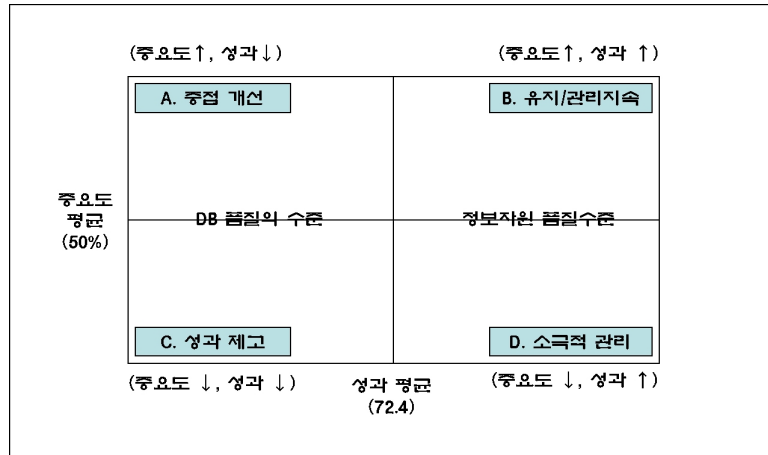 (중요도↑, 성과↓) (중요도↑, 성과 ↑)
A. 중점 개선 B. 유지/관리지속
중요도
평균
(50%)
DB 품질의 수준 정보자원 품질수준
C. 성과 제고 D. 소극적 관리
(중요도 ↓, 성과 ↓) 성과 평균 (중요도 ↓, 성과 ↑)
(72.4)